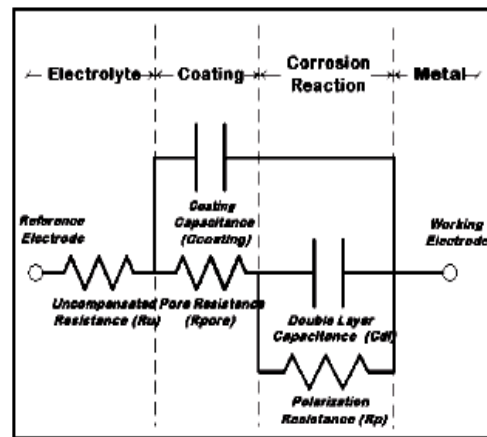 Electrolyte
Coating
Corrosion
Reaction
Metal
Coating
Capacitance
(Ccoating)
Reference
Electrode
Working
Electrode
Uncompensated
Resistance (Ru)
Pore Resistance
(Rpore)
Double Layer
Capacitance (Cdl)
Polarization
Resistance (Rp)